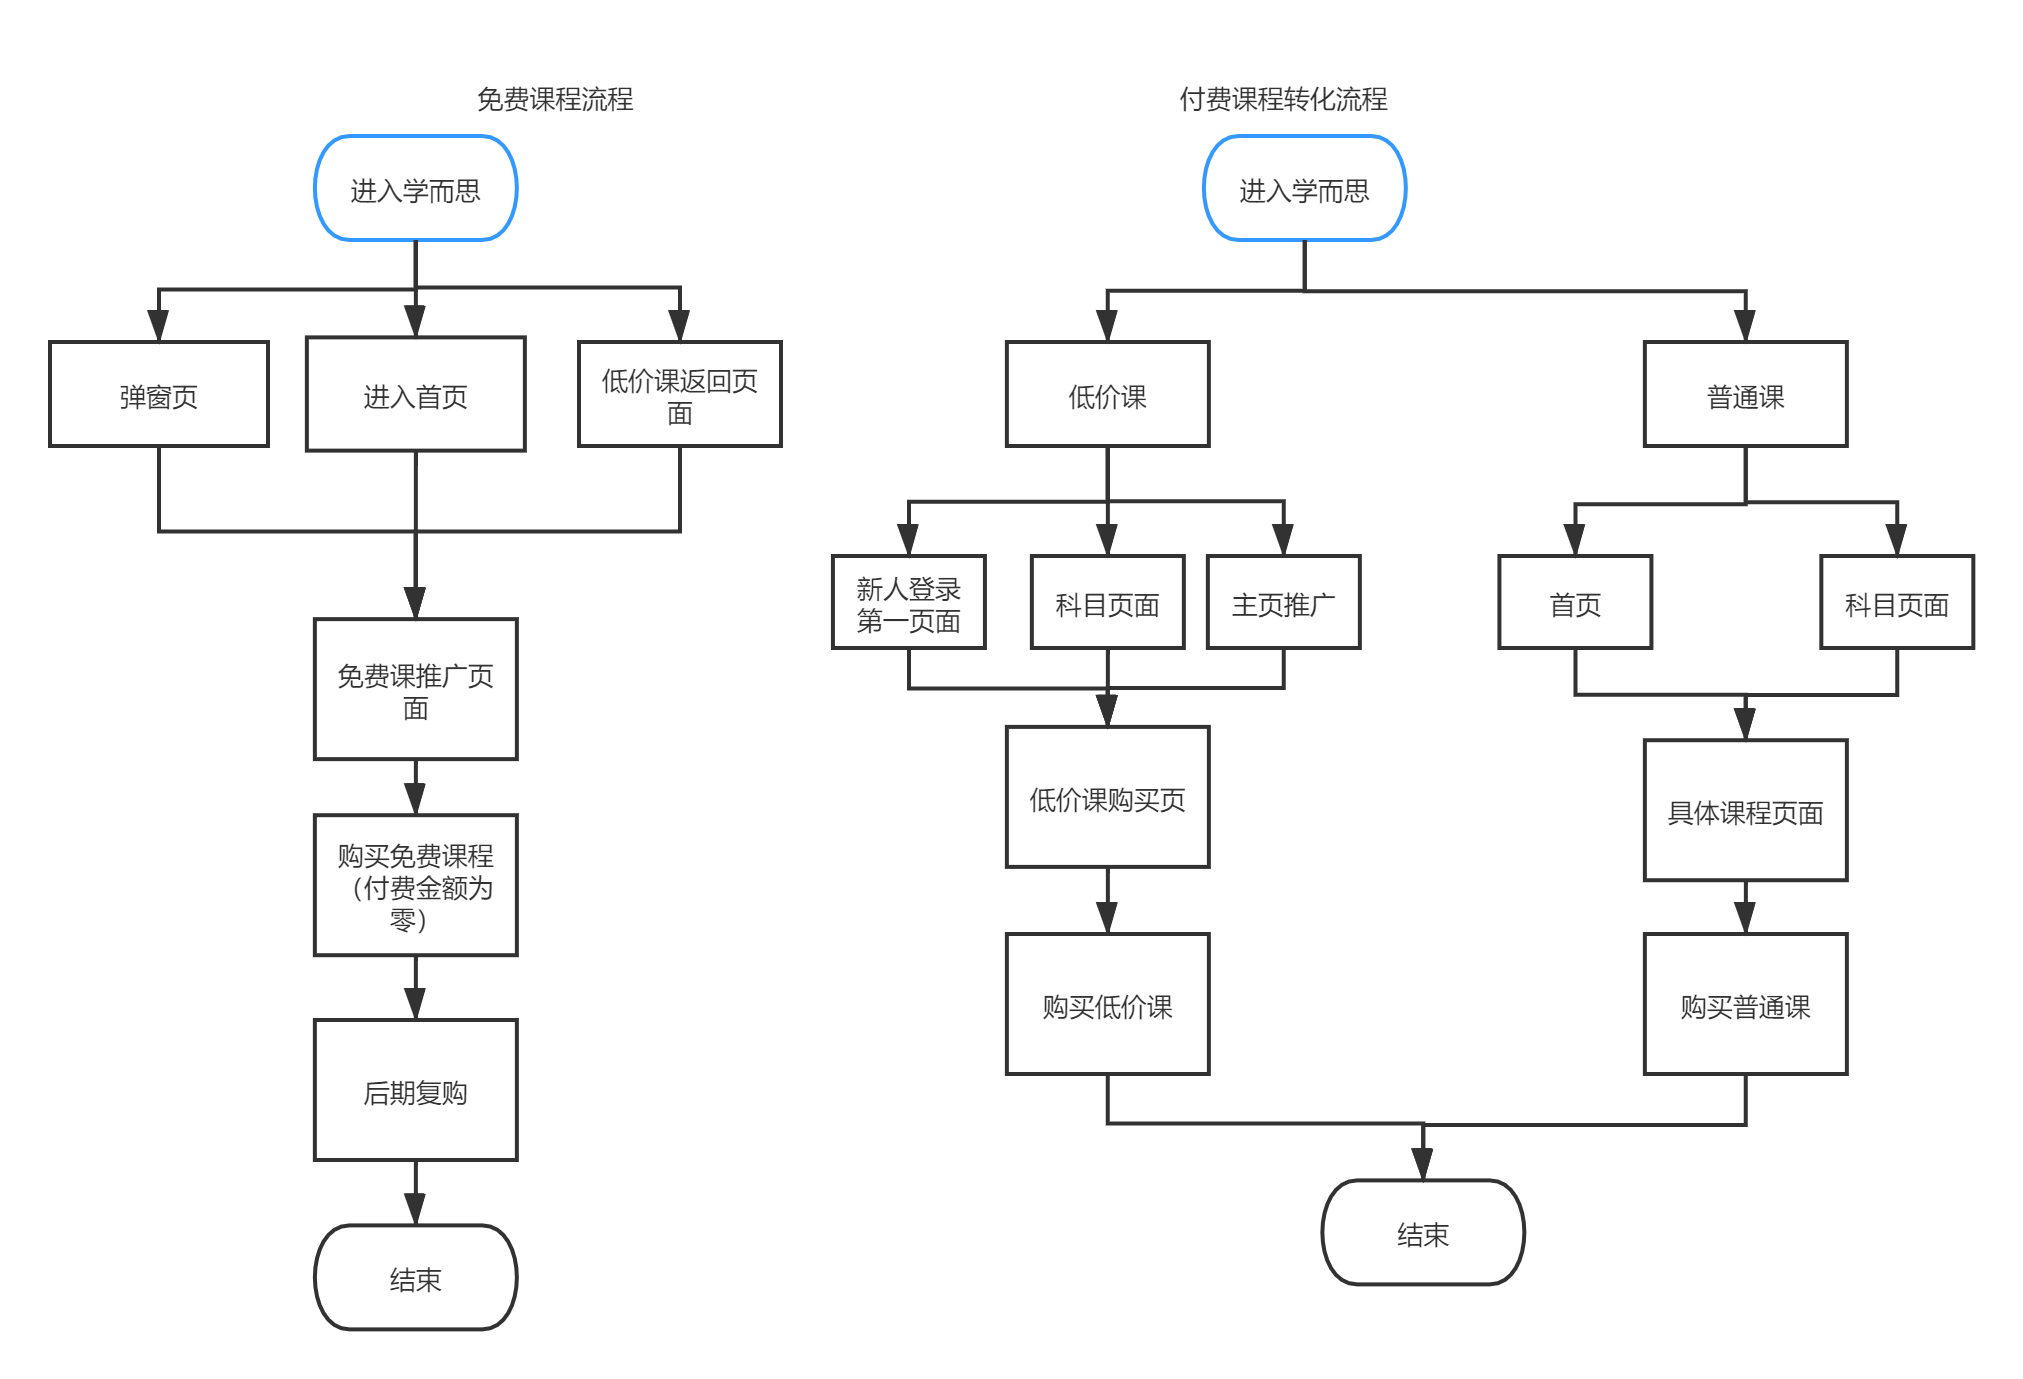 免费课程流程
进入学而思
弹窗页
进入首页
低价课返回页
面
免费课推广页
面
购买免费课程
（付费金额为
零）
后期复购
结束
付费课程转化流程
进入学而思
低价课
普通课
新人登录
第一页面
科目页面
主页推广
首页
科目页面
低价课购买页
具体课程页面
购买低价课
购买普通课
结束